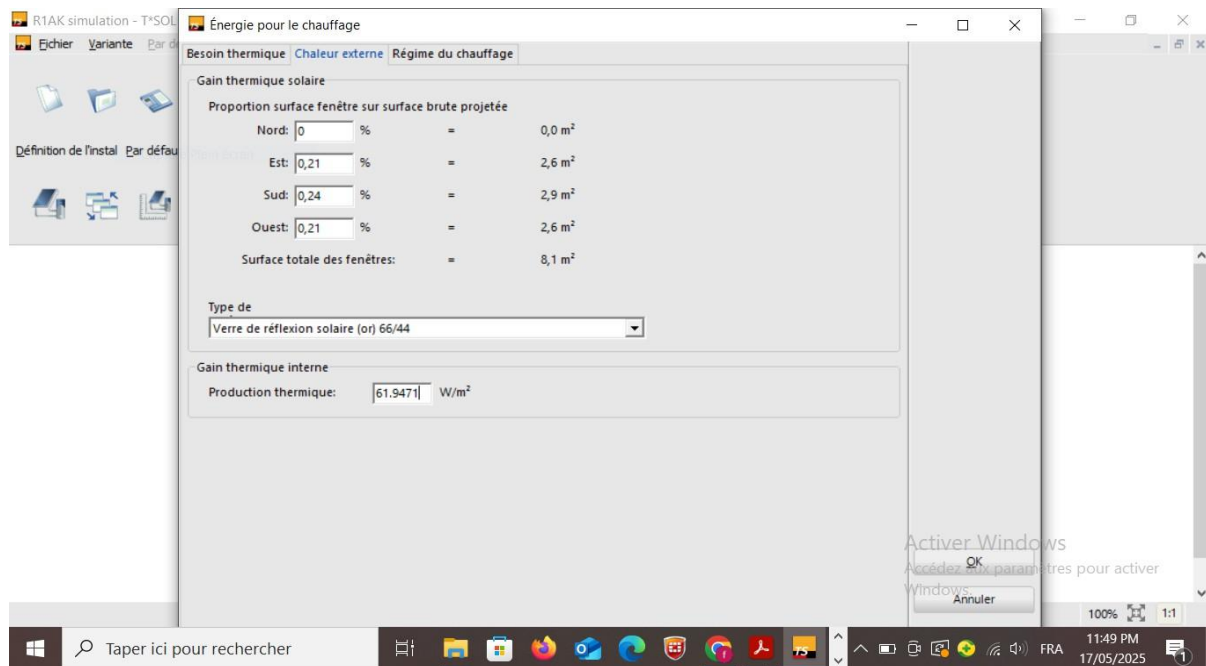 R1AK simulation - T*SOL
Énergie pour le chauffage
Fichier Variante Par d
Besoin thermique Chaleur externe Régime du chauffage
Gain thermique solaire
Proportion surface fenêtre sur surface brute projetée
Nord: 0 % = 0,0 m²
Définition de l'instal Par défau
Est: 0,21 % = 2,6 m²
Sud: 0,24 % = 2,9 m²
Ouest: 0,21 % = 2,6 m²
Surface totale des fenêtres: = 8,1 m²
Type de
Verre de réflexion solaire (or) 66/44
Gain thermique interne
Production thermique: 61.9471 W/m²
Activer Windows
Accédez aux paramètres pour activer
Windows.
OK
Annuler
100% 1:1
Taper ici pour rechercher
TS
FRA
11:49 PM
17/05/2025
1